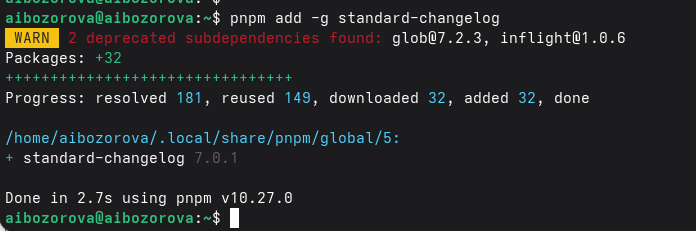 aibozorova@aibozorova:~$ pnpm add -g standard-changelog
WARN 2 deprecated subdependencies found: glob@7.2.3, inflight@1.0.6
Packages: +32
++++++++++++++++++++++++++++++++
Progress: resolved 181, reused 149, downloaded 32, added 32, done
/home/aibozorova/.local/share/pnpm/global/5:
+ standard-changelog 7.0.1
Done in 2.7s using pnpm v10.27.0
aibozorova@aibozorova:~$